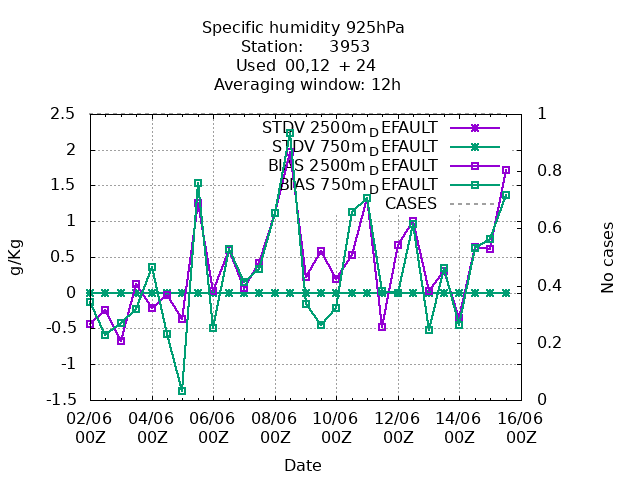 Specific humidity 925hPa
Station: 3953
Used 00,12 + 24
Averaging window: 12h
STDV 2500m_DEFAULT
STDV 750m_DEFAULT
BIAS 2500m_DEFAULT
BIAS 750m_DEFAULT
CASES
g/Kg
2.5
2
1.5
1
0.5
0
-0.5
-1
-1.5
No cases
1
0.8
0.6
0.4
0.2
0
02/06 04/06 06/06 08/06 10/06 12/06 14/06 16/06
00Z 00Z 00Z 00Z 00Z 00Z 00Z 00Z
Date